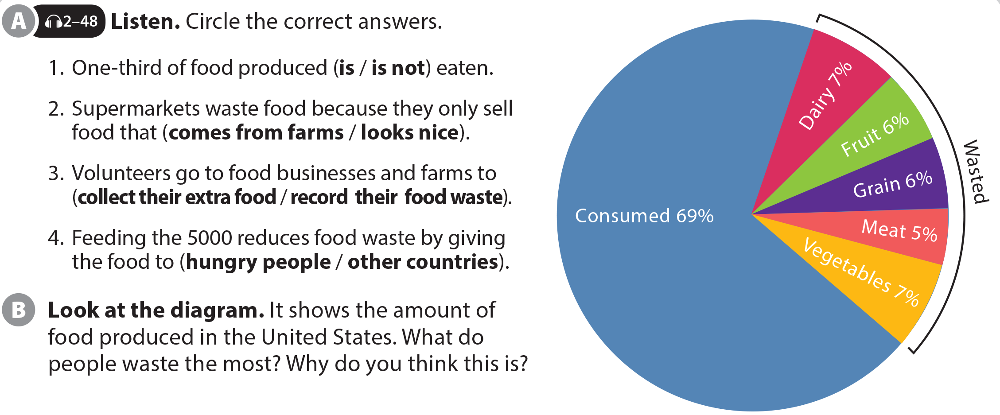 A 2–48 Listen. Circle the correct answers.
1. One-third of food produced (is / is not) eaten.
2. Supermarkets waste food because they only sell
food that (comes from farms / looks nice).
3. Volunteers go to food businesses and farms to
(collect their extra food / record their food waste).
4. Feeding the 5000 reduces food waste by giving
the food to (hungry people / other countries).
B Look at the diagram. It shows the amount of
food produced in the United States. What do
people waste the most? Why do you think this is?
Consumed 69%
Dairy 7%
Fruit 6%
Grain 6%
Meat 5%
Vegetables 7%
Wasted